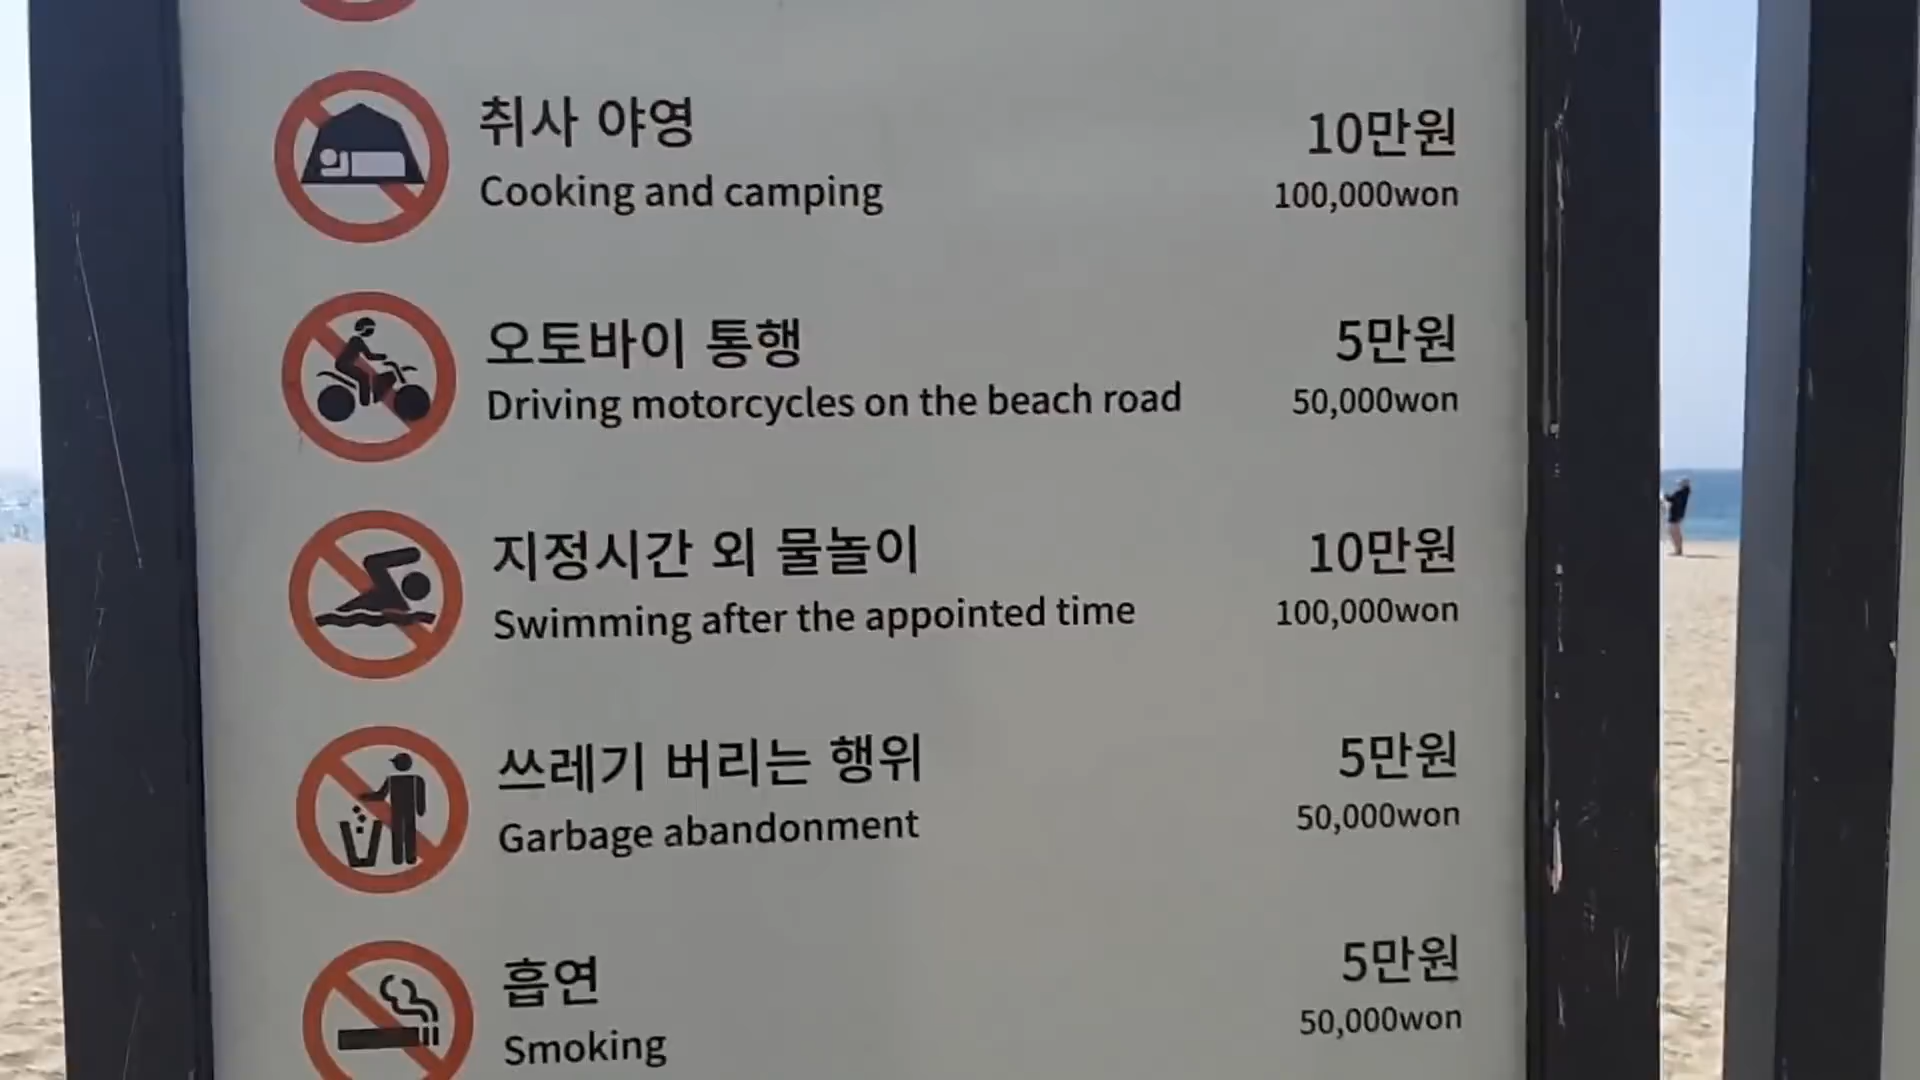 취사 야영
10만원
Cooking and camping
100,000won
오토바이 통행
5만원
Driving motorcycles on the beach road
50,000won
지정시간 외 물놀이
10만원
Swimming after the appointed time
100,000won
쓰레기 버리는 행위
5만원
Garbage abandonment
50,000won
흡연
5만원
Smoking
50,000won